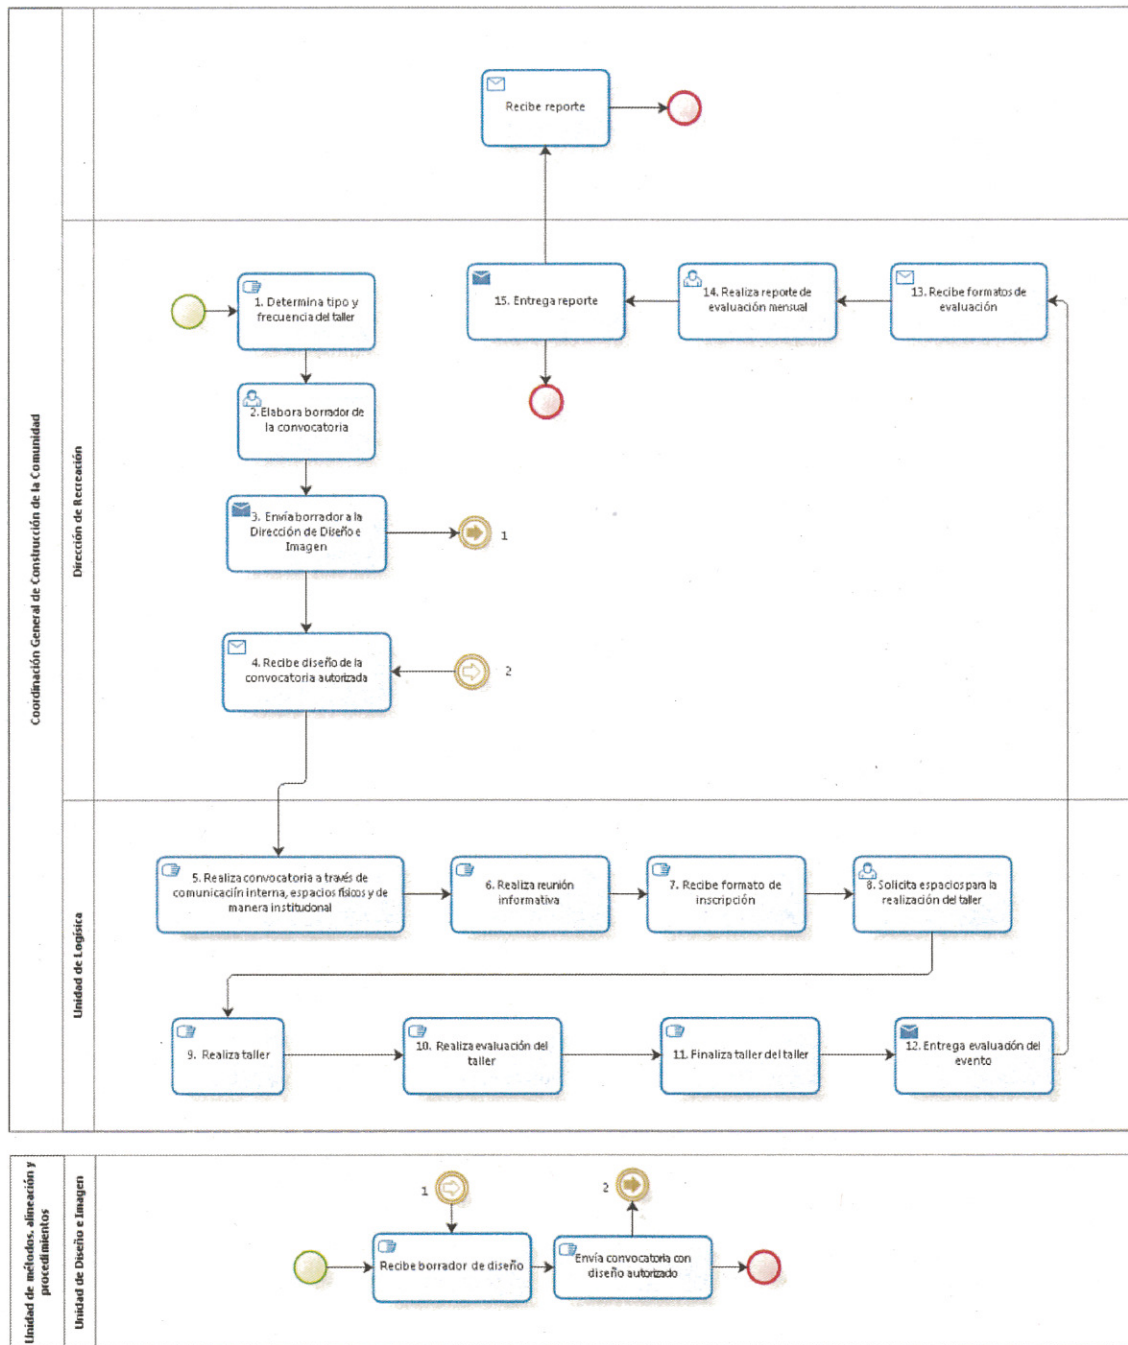 Coordinación General de Construcción de la Comunidad
Recibe reporte
Dirección de Recreación
1. Determina tipo y
frecuencia del taller
15. Entrega reporte
14. Realiza reporte de
evaluación mensual
13. Recibe formatos de
evaluación
2. Elabora borrador de
la convocatoria
3. Envía borrador a la
Dirección de Diseño e
Imagen
1
4. Recibe diseño de la
convocatoria autorizada
2
Unidad de Logísica
5. Realiza convocatoria a través de
comunicacíín interna, espacios físicos y de
manera institucional
6. Realiza reunión
informativa
7. Recibe formato de
inscripción
8. Solicita espacios para la
realización del taller
9. Realiza taller
10. Realiza evaluación del
taller
11. Finaliza taller del taller
12. Entrega evaluación del
evento
Unidad de métodos, alineación y
procedimientos
Unidad de Diseño e Imagen
1
2
Recibe borrador de diseño
Envía convocatoria con
diseño autorizado